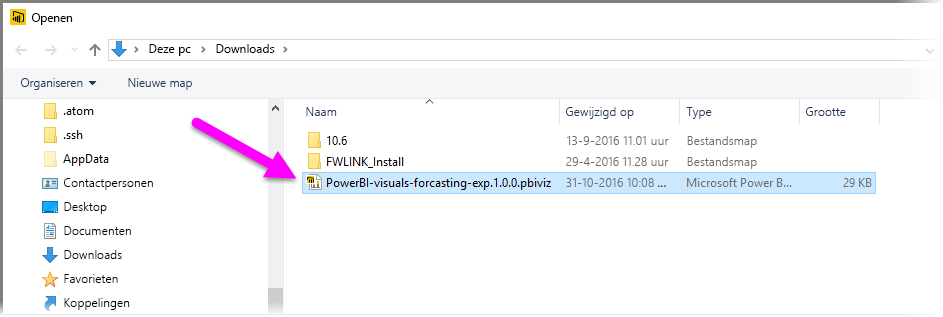 Openen
Deze pc > Downloads >
Organiseren Nieuwe map
Naam Gewijzigd op Type Grootte
.atom
.ssh
AppData
Contactpersonen
Desktop
Documenten
Downloads
Favorieten
Koppelingen
10.6 13-9-2016 11.01 uur Bestandsmap
FWLINK_Install 29-4-2016 11.28 uur Bestandsmap
PowerBI-visuals-forcasting-exp.1.0.0.pbiviz 31-10-2016 10:08 ... Microsoft Power B... 29 KB